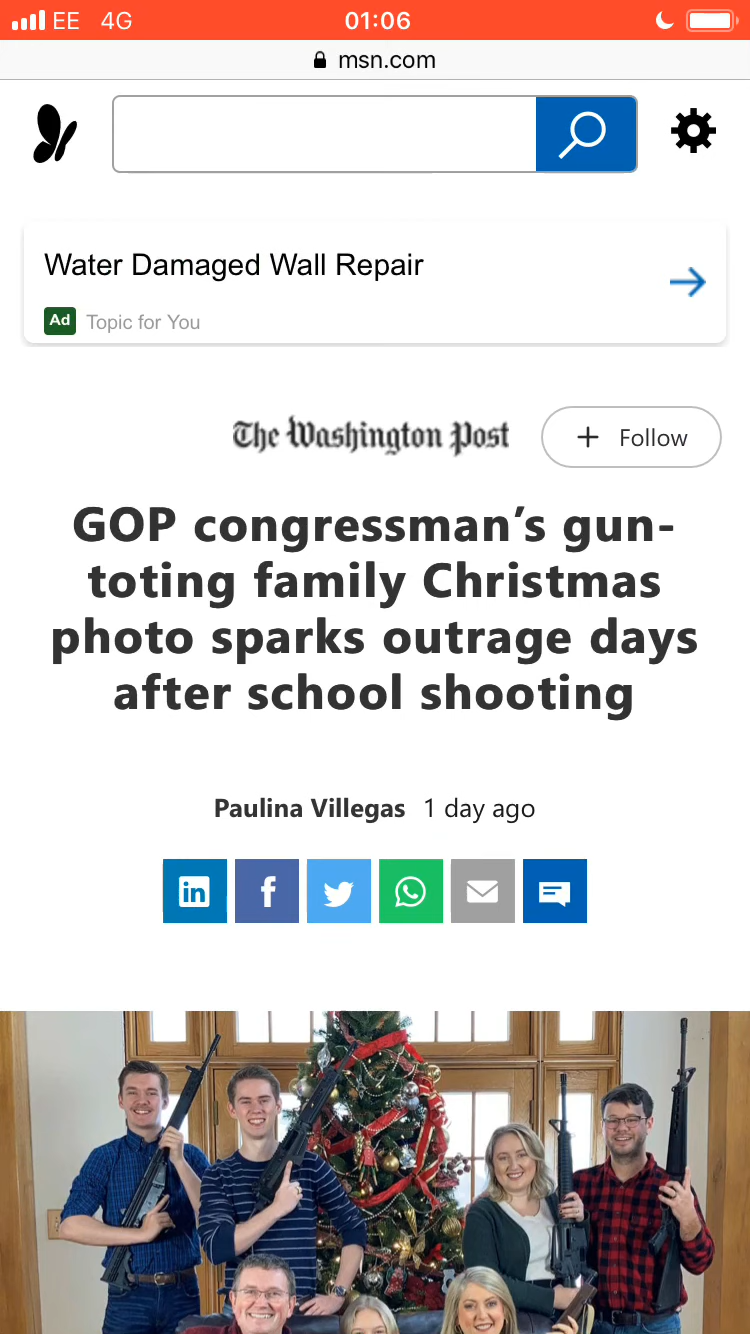 EE 4G 01:06
msn.com
Water Damaged Wall Repair
Ad Topic for You
The Washington Post + Follow
GOP congressman’s gun-
toting family Christmas
photo sparks outrage days
after school shooting
Paulina Villegas 1 day ago
in f